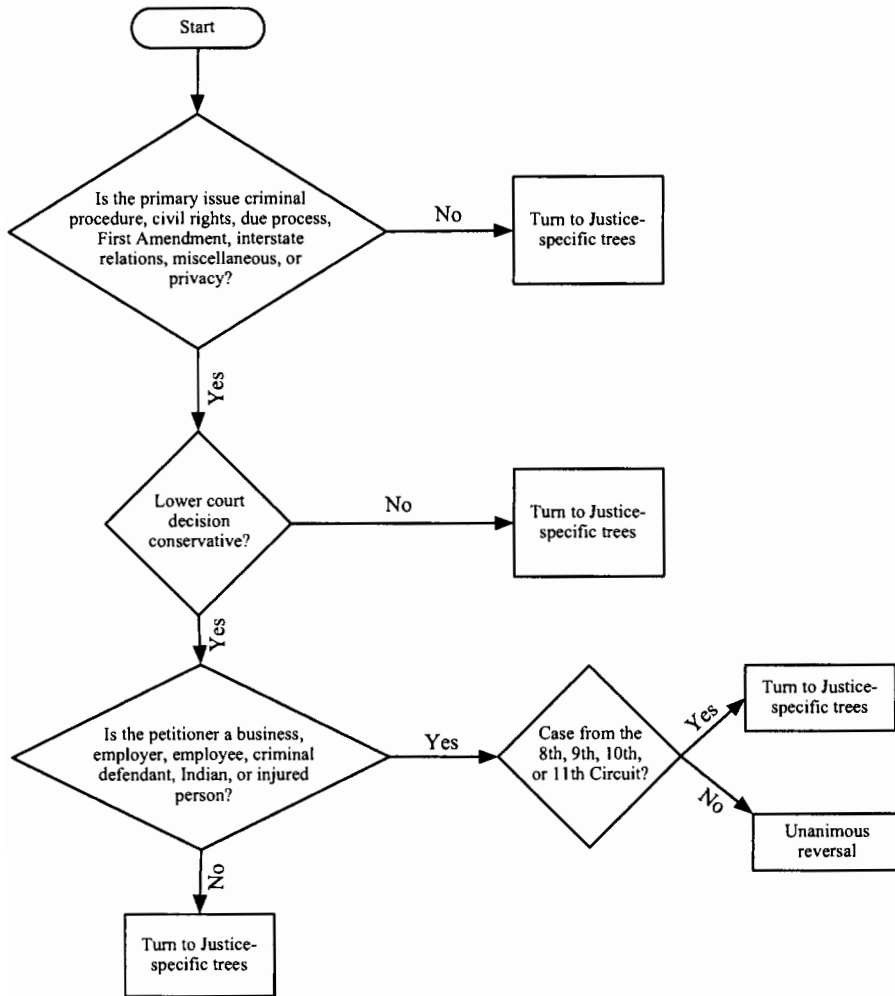 Start
Is the primary issue criminal
procedure, civil rights, due process,
First Amendment, interstate
relations, miscellaneous, or
privacy?
No
Turn to Justice-
specific trees
Yes
Lower court
decision
conservative?
No
Turn to Justice-
specific trees
Yes
Is the petitioner a business,
employer, employee, criminal
defendant, Indian, or injured
person?
Yes
Case from the
8th, 9th, 10th,
or 11th Circuit?
Yes
Turn to Justice-
specific trees
No
Unanimous
reversal
No
Turn to Justice-
specific trees